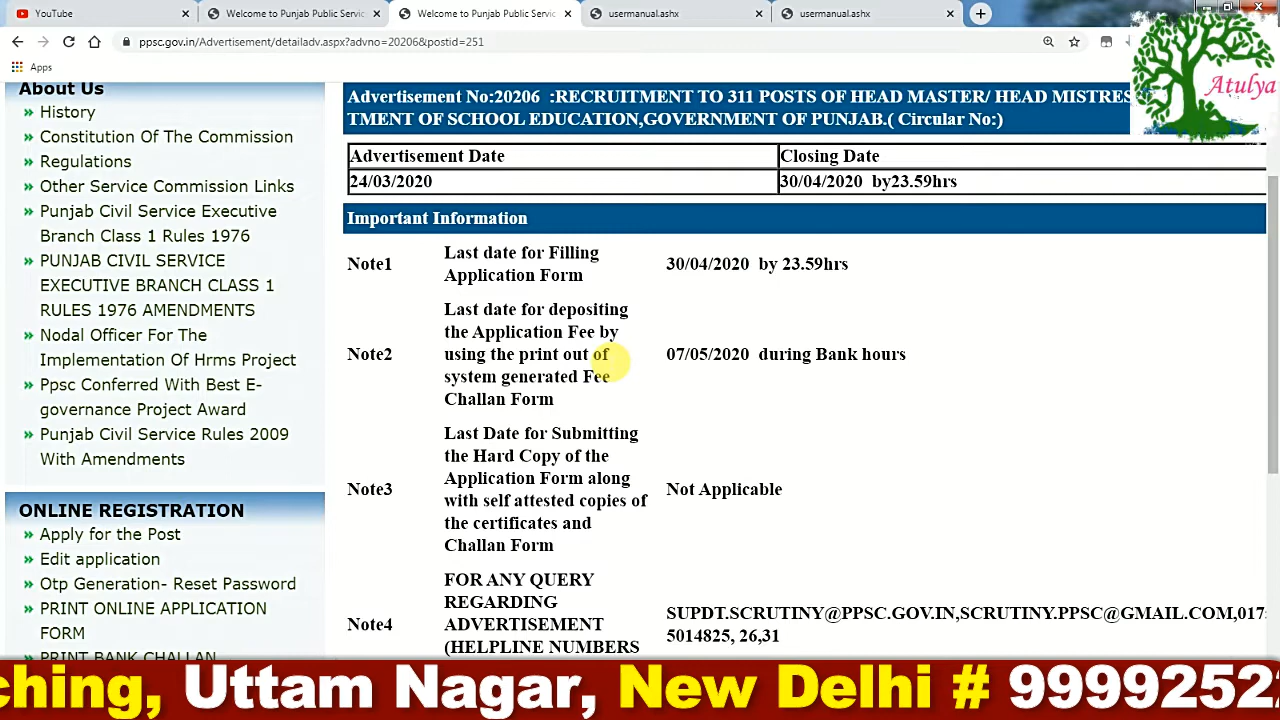 YouTube
Welcome to Punjab Public Servic
Welcome to Punjab Public Servic
usermanual.ashx
usermanual.ashx
ppsc.gov.in/Advertisement/detailadv.aspx?advno=20206&postid=251
Apps
Atulya
About Us
» History
» Constitution Of The Commission
» Regulations
» Other Service Commission Links
» Punjab Civil Service Executive
Branch Class 1 Rules 1976
» PUNJAB CIVIL SERVICE
EXECUTIVE BRANCH CLASS 1
RULES 1976 AMENDMENTS
» Nodal Officer For The
Implementation Of Hrms Project
» Ppsc Conferred With Best E-
governance Project Award
» Punjab Civil Service Rules 2009
With Amendments
ONLINE REGISTRATION
» Apply for the Post
» Edit application
» Otp Generation- Reset Password
» PRINT ONLINE APPLICATION
FORM
» PRINT BANK CHALLAN
Advertisement No:20206 :RECRUITMENT TO 311 POSTS OF HEAD MASTER/ HEAD MISTRES
TMENT OF SCHOOL EDUCATION,GOVERNMENT OF PUNJAB.( Circular No:)
Advertisement Date Closing Date
24/03/2020 30/04/2020 by23.59hrs
Important Information
Note1 Last date for Filling
Application Form 30/04/2020 by 23.59hrs
Last date for depositing
the Application Fee by
Note2 using the print out of 07/05/2020 during Bank hours
system generated Fee
Challan Form
Last Date for Submitting
the Hard Copy of the
Application Form along
Note3 with self attested copies of Not Applicable
the certificates and
Challan Form
FOR ANY QUERY
REGARDING
Note4 ADVERTISEMENT SUPDT.SCRUTINY@PPSC.GOV.IN,SCRUTINY.PPSC@GMAIL.COM,017
(HELPLINE NUMBERS 5014825, 26,31
ching, Uttam Nagar, New Delhi # 9999252